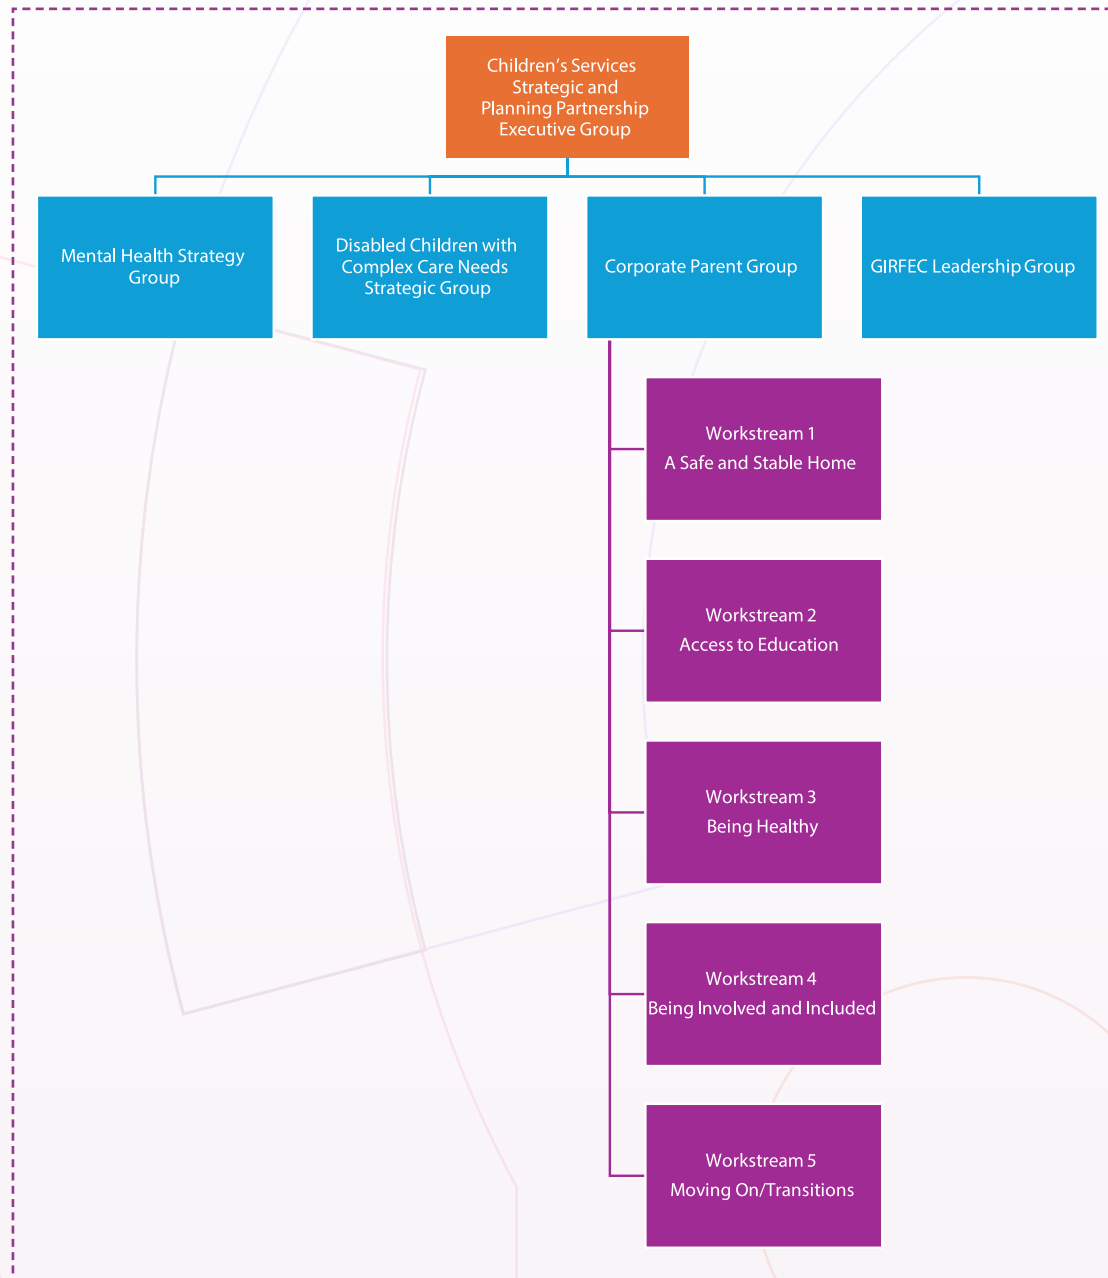 Children’s Services
Strategic and
Planning Partnership
Executive Group
Mental Health Strategy
Group
Disabled Children with
Complex Care Needs
Strategic Group
Corporate Parent Group
GIRFEC Leadership Group
Workstream 1
A Safe and Stable Home
Workstream 2
Access to Education
Workstream 3
Being Healthy
Workstream 4
Being Involved and Included
Workstream 5
Moving On/Transitions